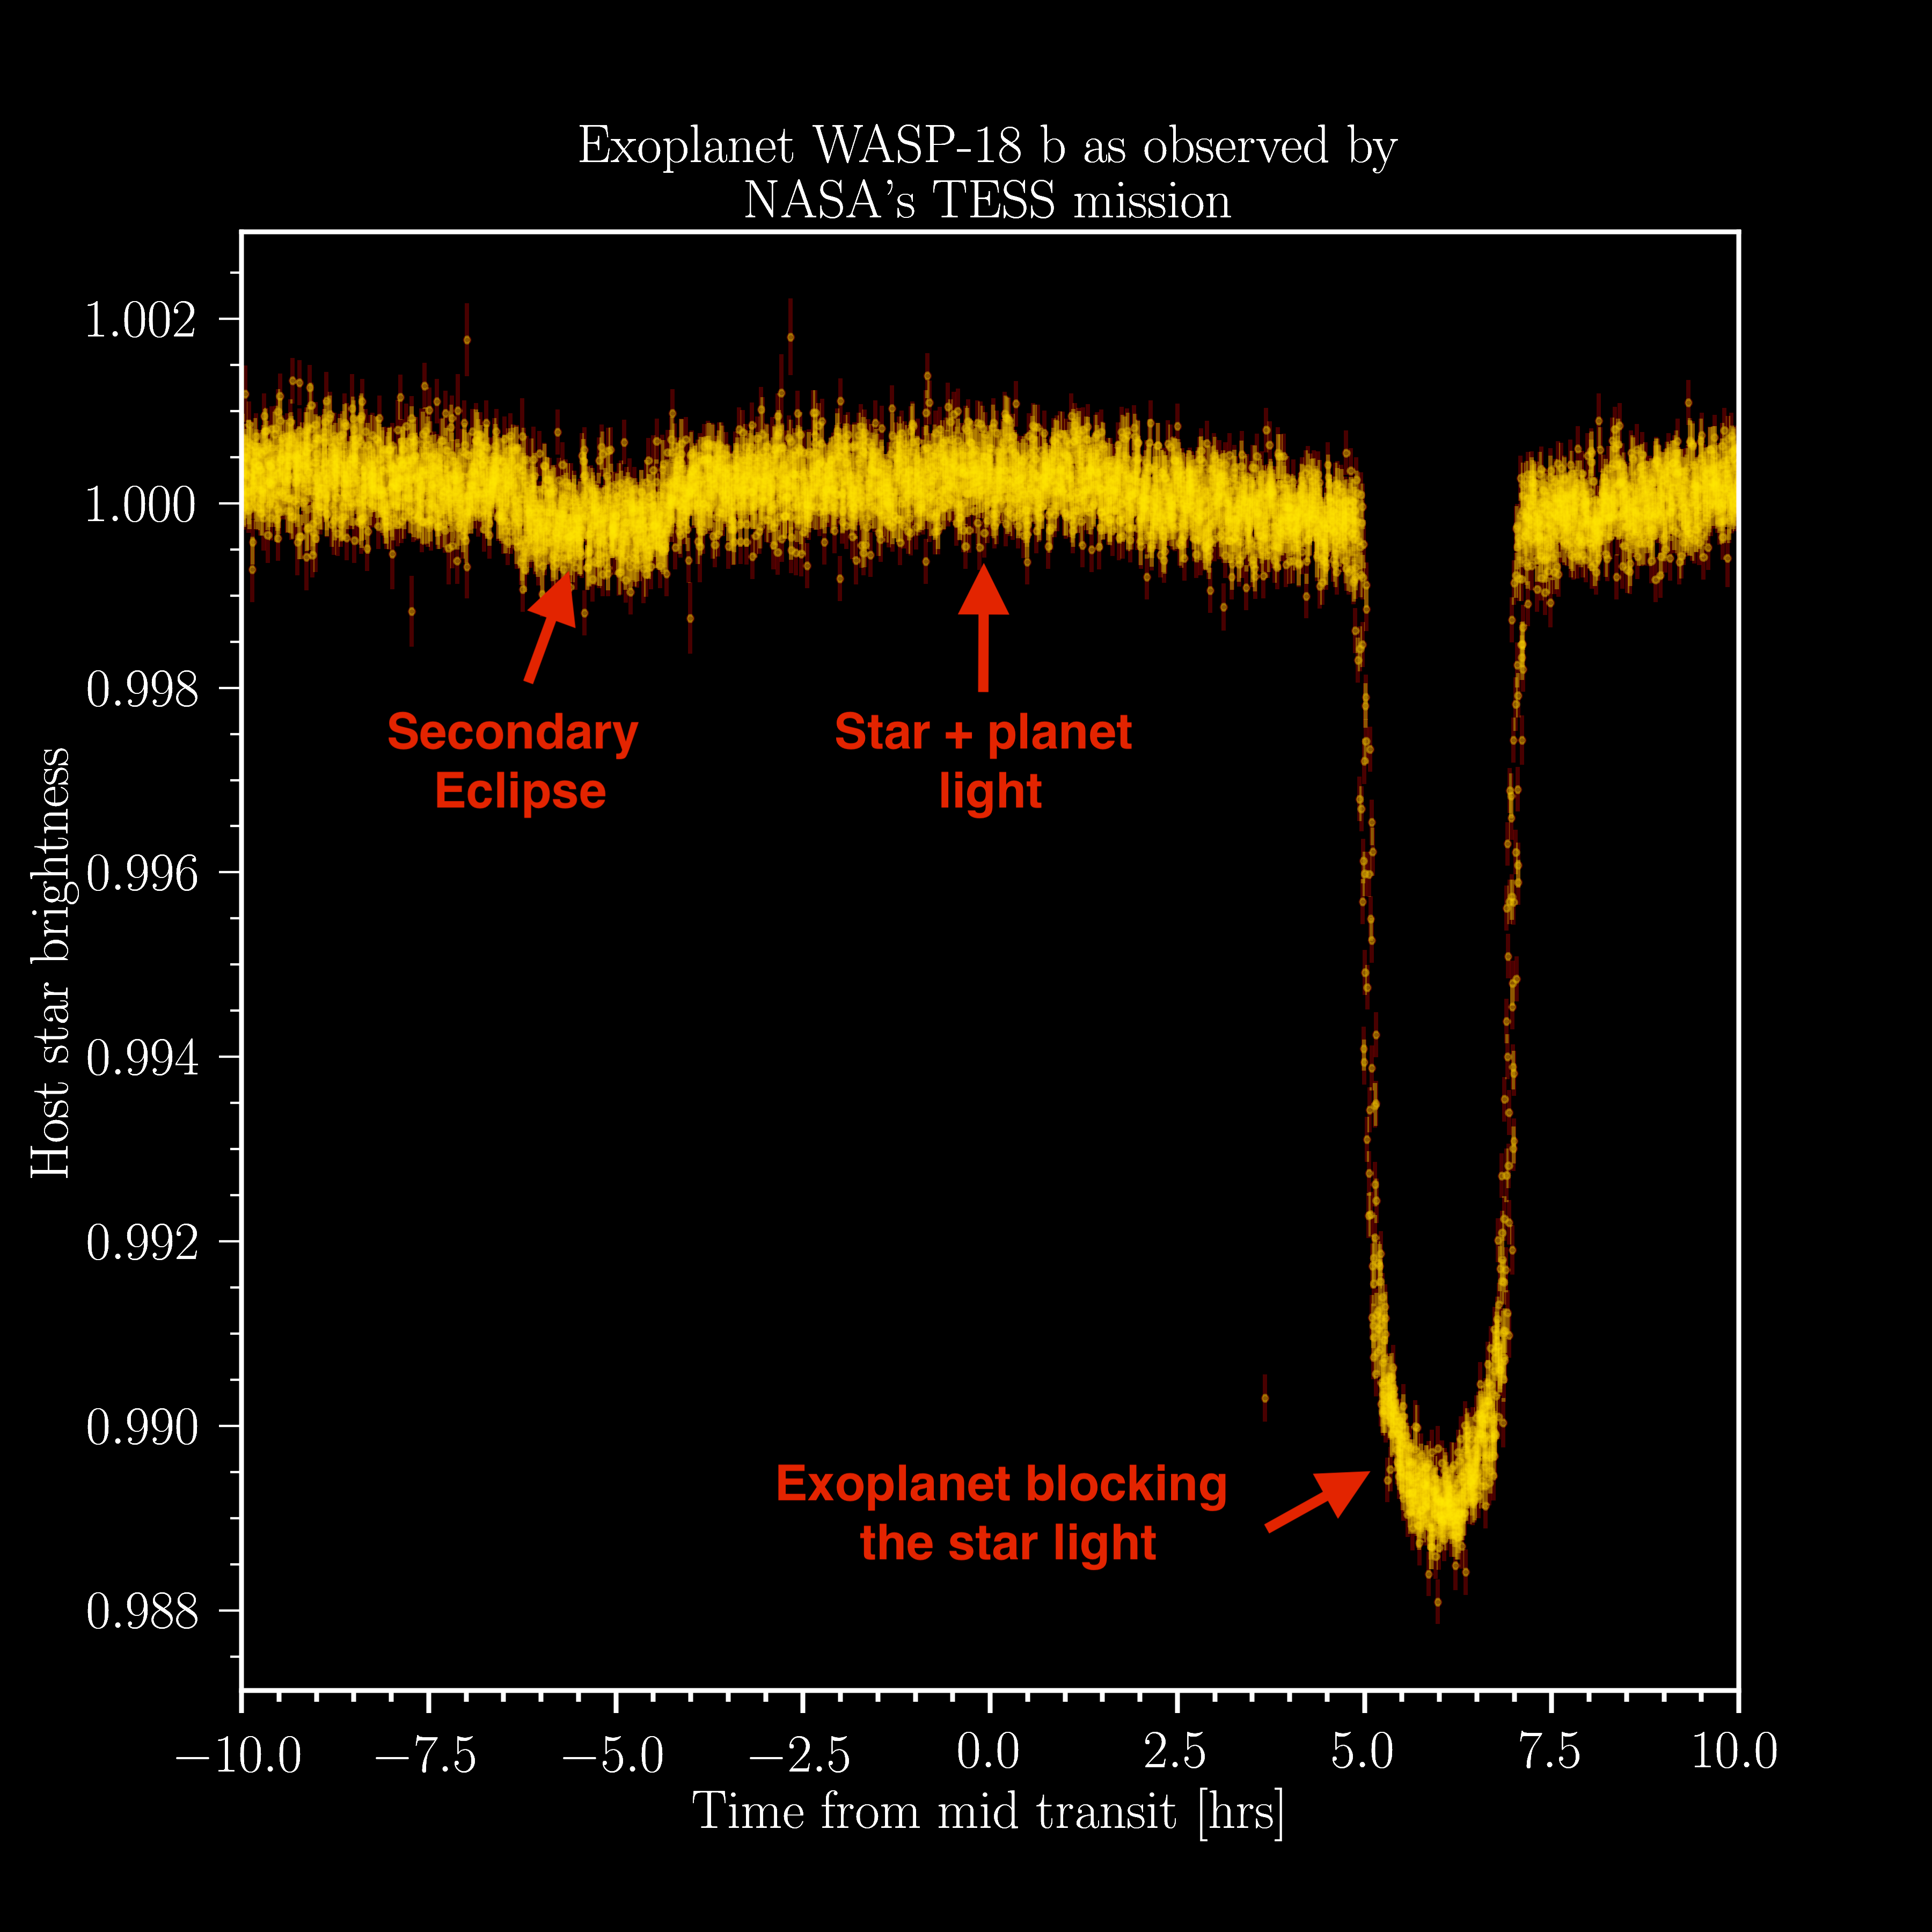 Exoplanet WASP-18 b as observed by
NASA's TESS mission
Host star brightness
1.002
1.000
0.998
0.996
0.994
0.992
0.990
0.988
Secondary
Eclipse
Star + planet
light
Exoplanet blocking
the star light
−10.0 −7.5 −5.0 −2.5 0.0 2.5 5.0 7.5 10.0
Time from mid transit [hrs]